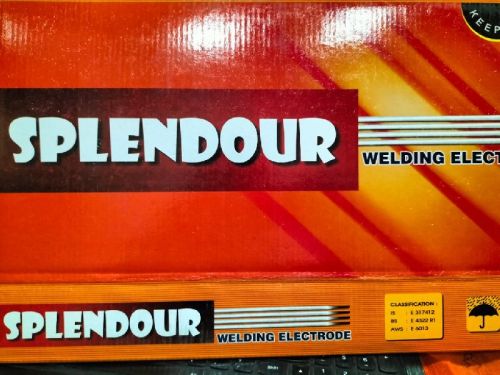 KEEP
SPLENDOUR
WELDING ELECT
SPLENDOUR
WELDING ELECTRODE
CLASSIFICATION :
IS : E 317412
BS : E 4322 R1
AWS : E 6013